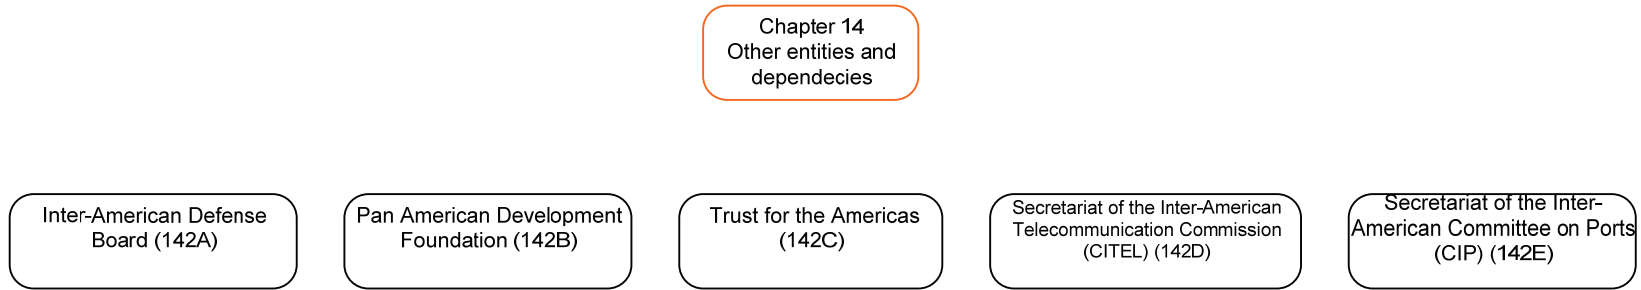 Chapter 14
Other entities and
dependecies
Inter-American Defense
Board (142A)
Pan American Development
Foundation (142B)
Trust for the Americas
(142C)
Secretariat of the Inter-American
Telecommunication Commission
(CITEL) (142D)
Secretariat of the Inter-
American Committee on Ports
(CIP) (142E)